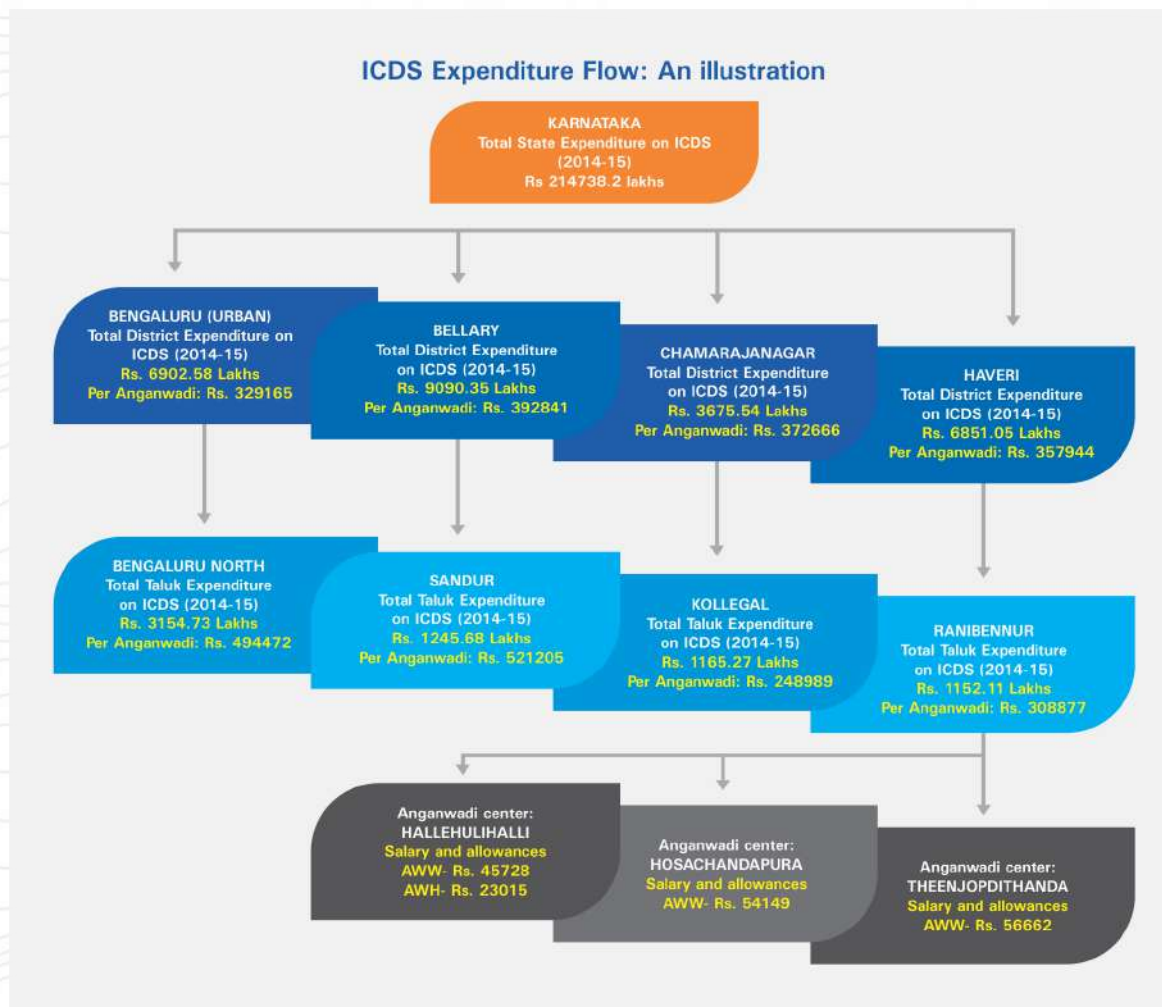 ICDS Expenditure Flow: An illustration
KARNATAKA
Total State Expenditure on ICDS
(2014-15)
Rs 214738.2 lakhs
BENGALURU (URBAN)
Total District Expenditure on
ICDS (2014-15)
Rs. 6902.58 Lakhs
Per Anganwadi: Rs. 329165
BELLARY
Total District Expenditure
on ICDS (2014-15)
Rs. 9090.35 Lakhs
Per Anganwadi: Rs. 392841
CHAMARAJANAGAR
Total District Expenditure
on ICDS (2014-15)
Rs. 3675.54 Lakhs
Per Anganwadi: Rs. 372666
HAVERI
Total District Expenditure
on ICDS (2014-15)
Rs. 6851.05 Lakhs
Per Anganwadi: Rs. 357944
BENGALURU NORTH
Total Taluk Expenditure
on ICDS (2014-15)
Rs. 3154.73 Lakhs
Per Anganwadi: Rs. 494472
SANDUR
Total Taluk Expenditure
on ICDS (2014-15)
Rs. 1245.68 Lakhs
Per Anganwadi: Rs. 521205
KOLLEGAL
Total Taluk Expenditure
on ICDS (2014-15)
Rs. 1165.27 Lakhs
Per Anganwadi: Rs. 248989
RANIBENNUR
Total Taluk Expenditure
on ICDS (2014-15)
Rs. 1152.11 Lakhs
Per Anganwadi: Rs. 308877
Anganwadi center:
HALLEHULIHALLI
Salary and allowances
AWW- Rs. 45728
AWH- Rs. 23015
Anganwadi center:
HOSACHANDAPURA
Salary and allowances
AWW- Rs. 54149
Anganwadi center:
THEENJOPDITHANDA
Salary and allowances
AWW- Rs. 56662